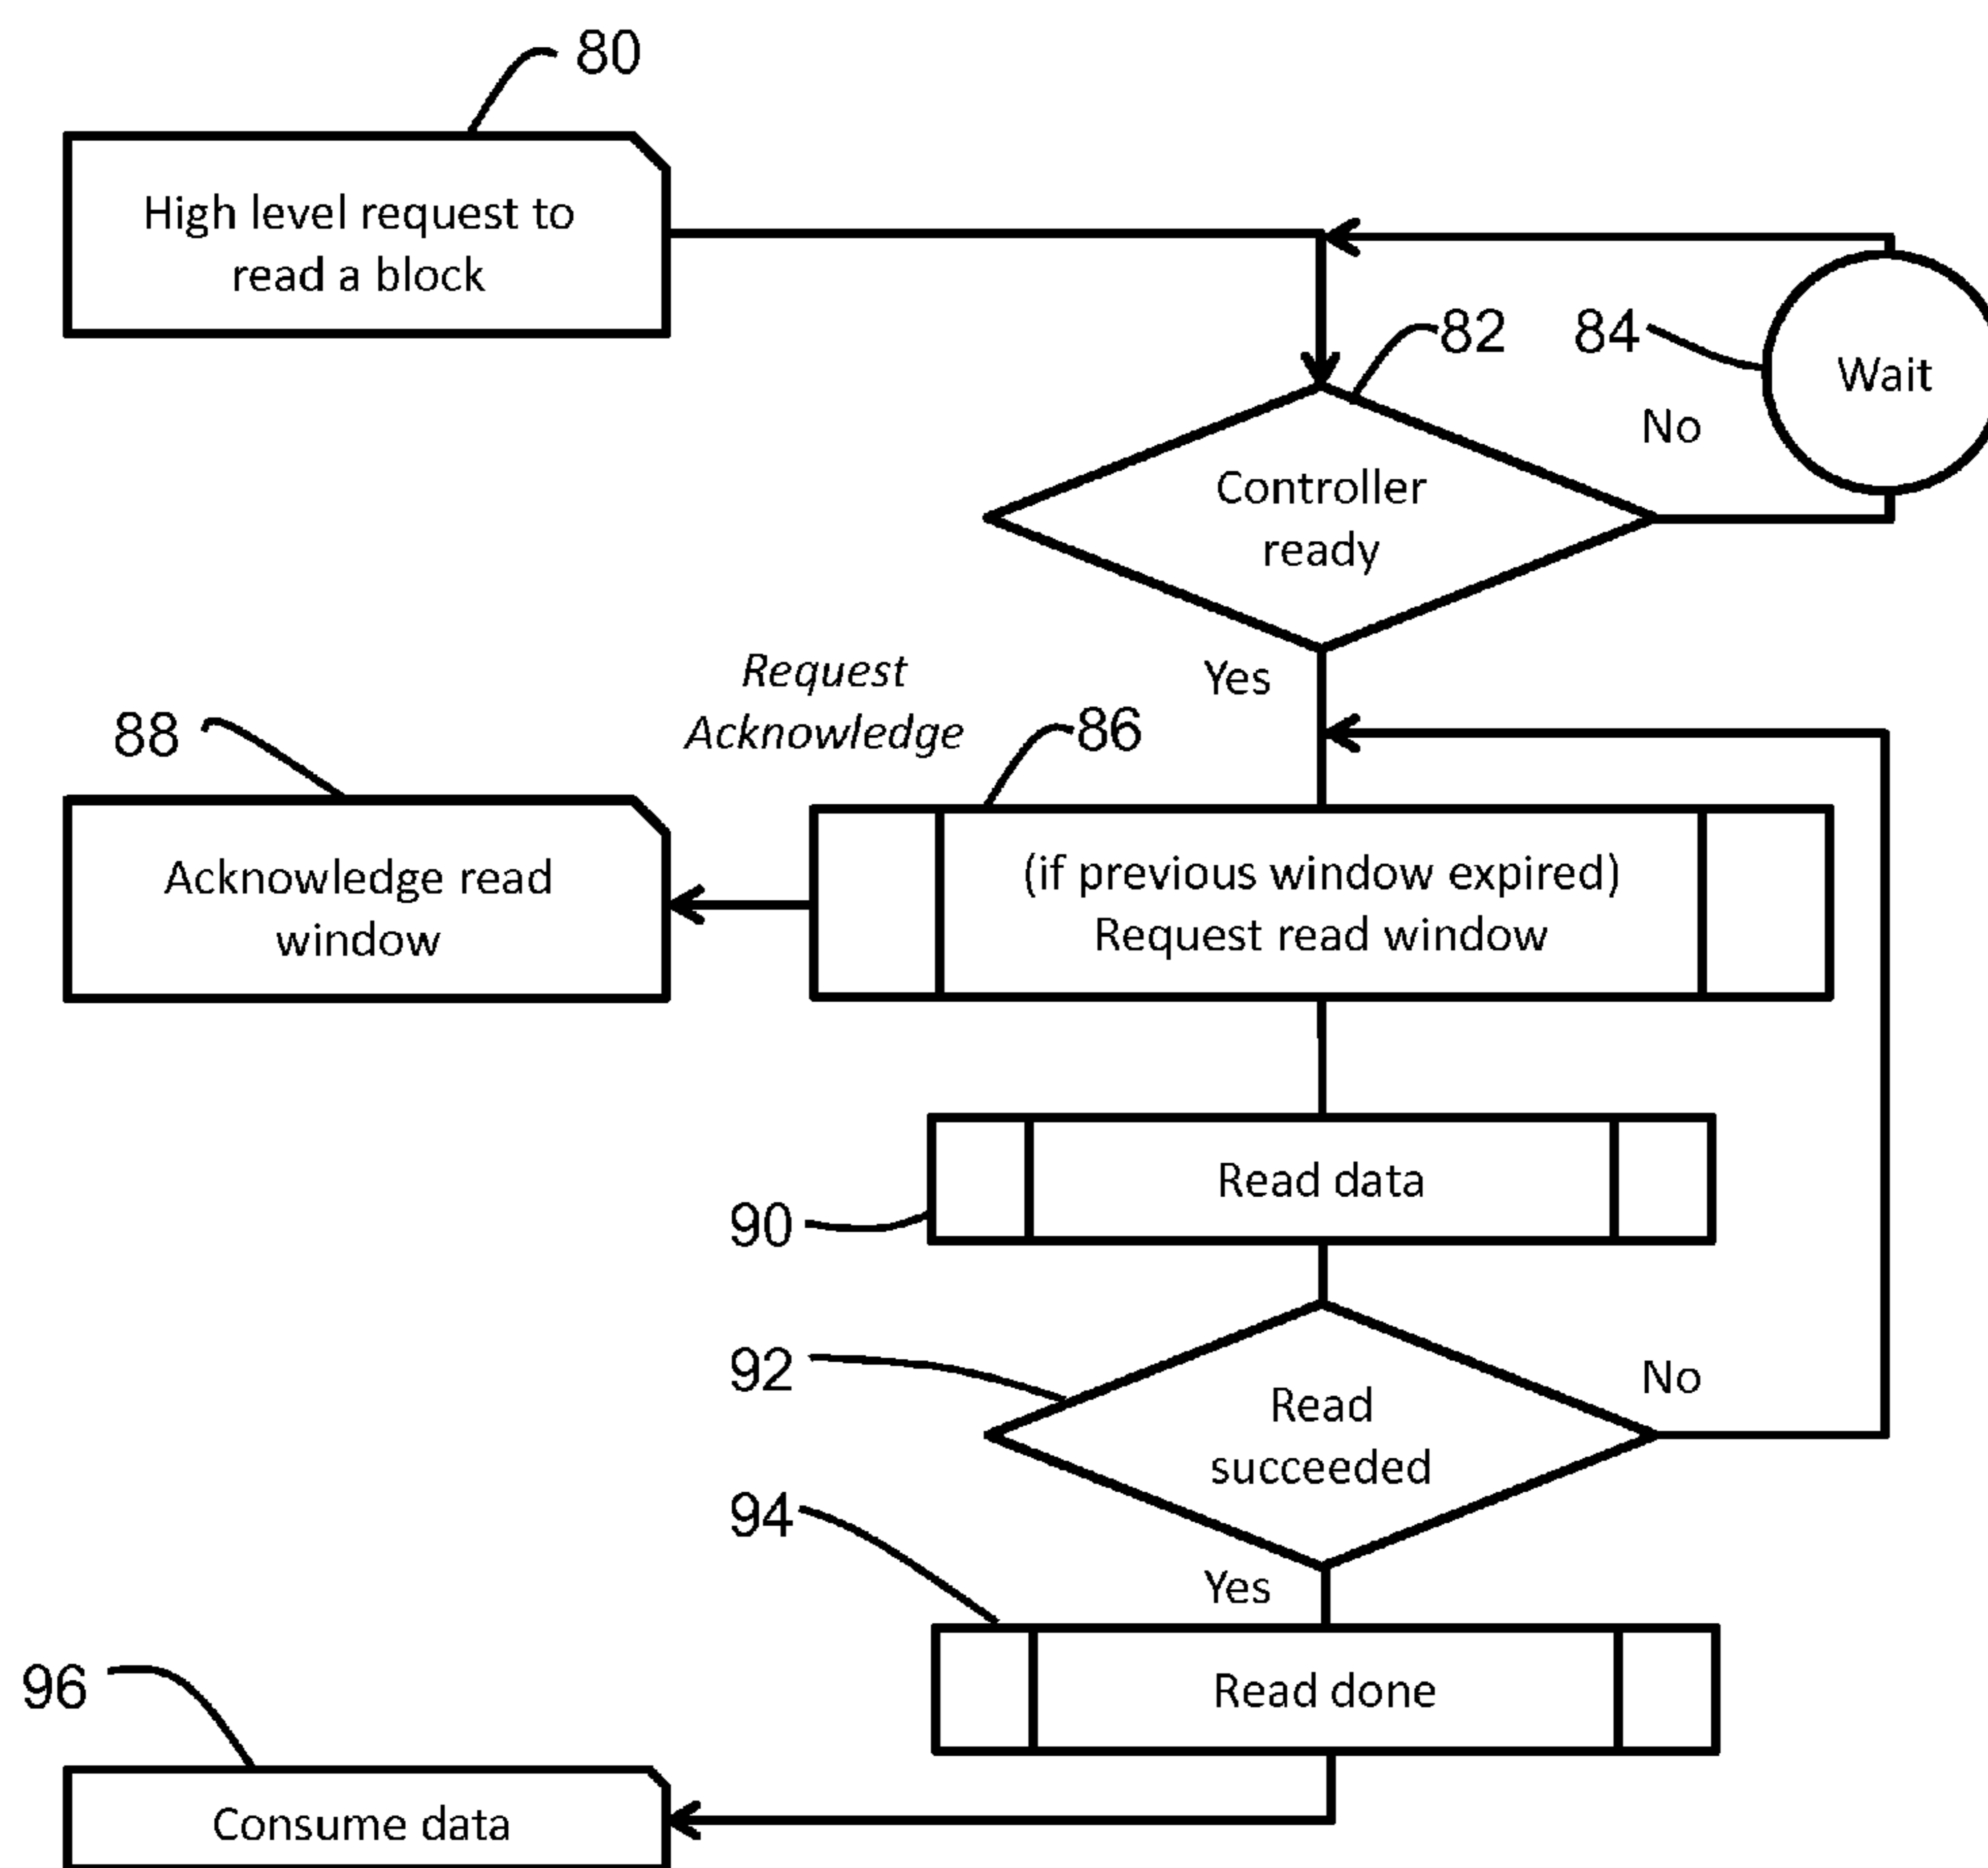 80
High level request to
read a block
82
84
Wait
No
Controller
ready
Yes
Request
Acknowledge
86
88
Acknowledge read
window
(if previous window expired)
Request read window
Read data
90
92
No
Read
succeeded
94
Yes
Read done
96
Consume data